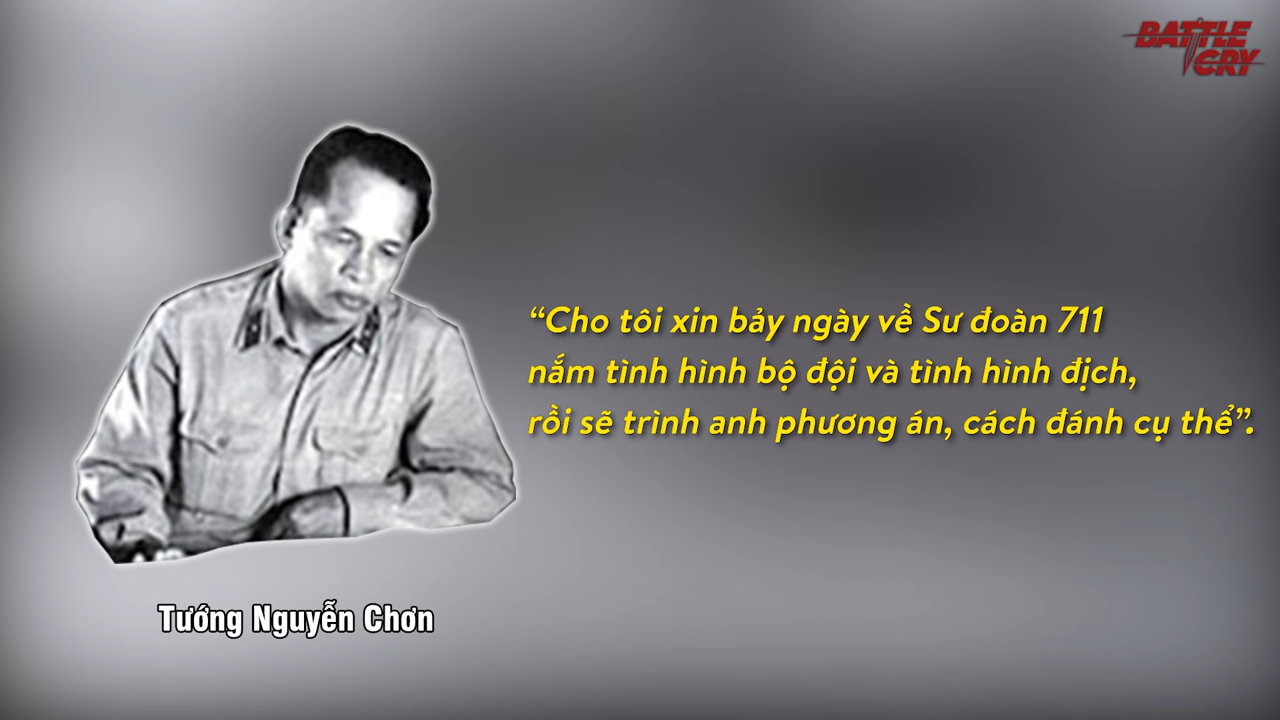 BATTLE
CRY
“Cho tôi xin bảy ngày về Sư đoàn 711
nắm tình hình bộ đội và tình hình địch,
rồi sẽ trình anh phương án, cách đánh cụ thể”.
Tướng Nguyễn Chơn